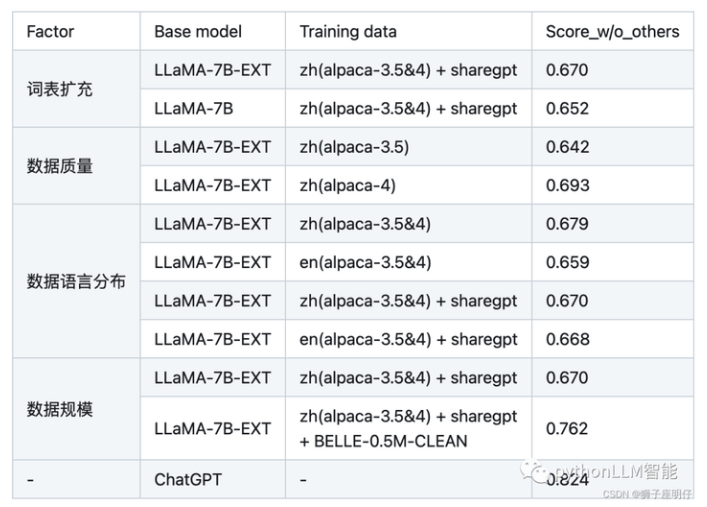 Factor Base model Training data Score_w/o_others
词表扩充
LLaMA-7B-EXT zh(alpaca-3.5&4) + sharegpt 0.670
LLaMA-7B zh(alpaca-3.5&4) + sharegpt 0.652
数据质量
LLaMA-7B-EXT zh(alpaca-3.5) 0.642
LLaMA-7B-EXT zh(alpaca-4) 0.693
数据语言分布
LLaMA-7B-EXT zh(alpaca-3.5&4) 0.679
LLaMA-7B-EXT en(alpaca-3.5&4) 0.659
LLaMA-7B-EXT zh(alpaca-3.5&4) + sharegpt 0.670
LLaMA-7B-EXT en(alpaca-3.5&4) + sharegpt 0.668
数据规模
LLaMA-7B-EXT zh(alpaca-3.5&4) + sharegpt 0.670
LLaMA-7B-EXT zh(alpaca-3.5&4) + sharegpt
+ BELLE-0.5M-CLEAN 0.762
- ChatGPT - 0.824
pythonLLM智能
CSDN @狮子座明仔